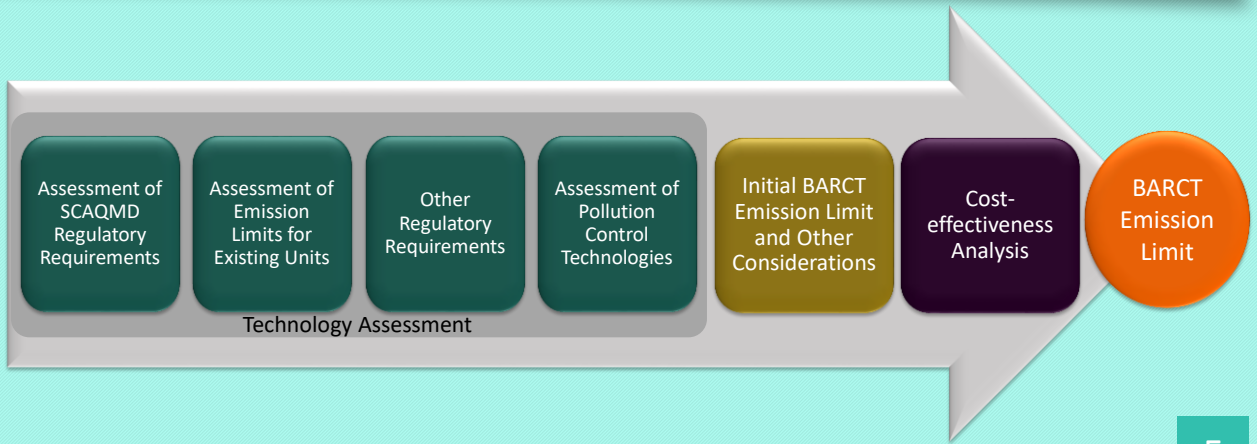 Assessment of
SCAQMD
Regulatory
Requirements
Assessment of
Emission
Limits for
Existing Units
Other
Regulatory
Requirements
Assessment of
Pollution
Control
Technologies
Initial BARCT
Emission Limit
and Other
Considerations
Cost-
effectiveness
Analysis
BARCT
Emission
Limit
Technology Assessment